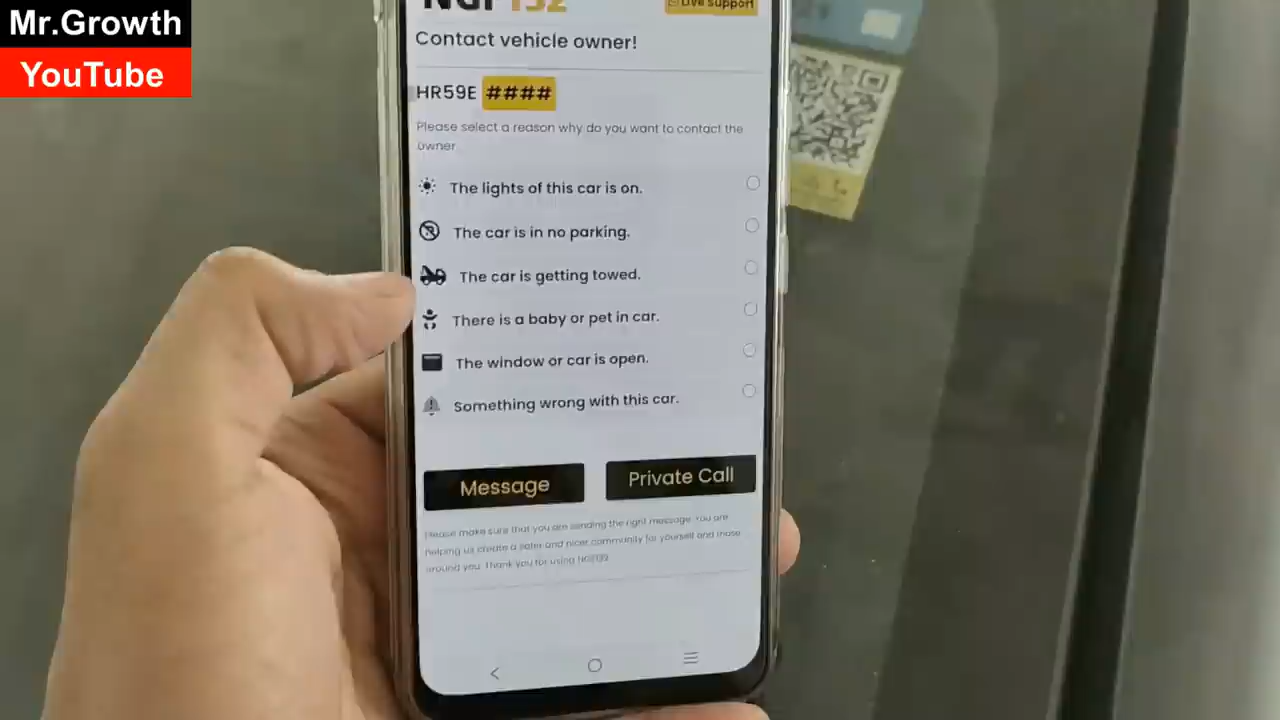 Mr.Growth
YouTube
Live Support
Contact vehicle owner!
HR59E ####
Please select a reason why do you want to contact the
owner
The lights of this car is on.
The car is in no parking.
The car is getting towed.
There is a baby or pet in car.
The window or car is open.
Something wrong with this car.
Message
Private Call
Please make sure that you are sending the right message. You are
helping us create a safer and nicer community for yourself and those
around you. Thank you for using